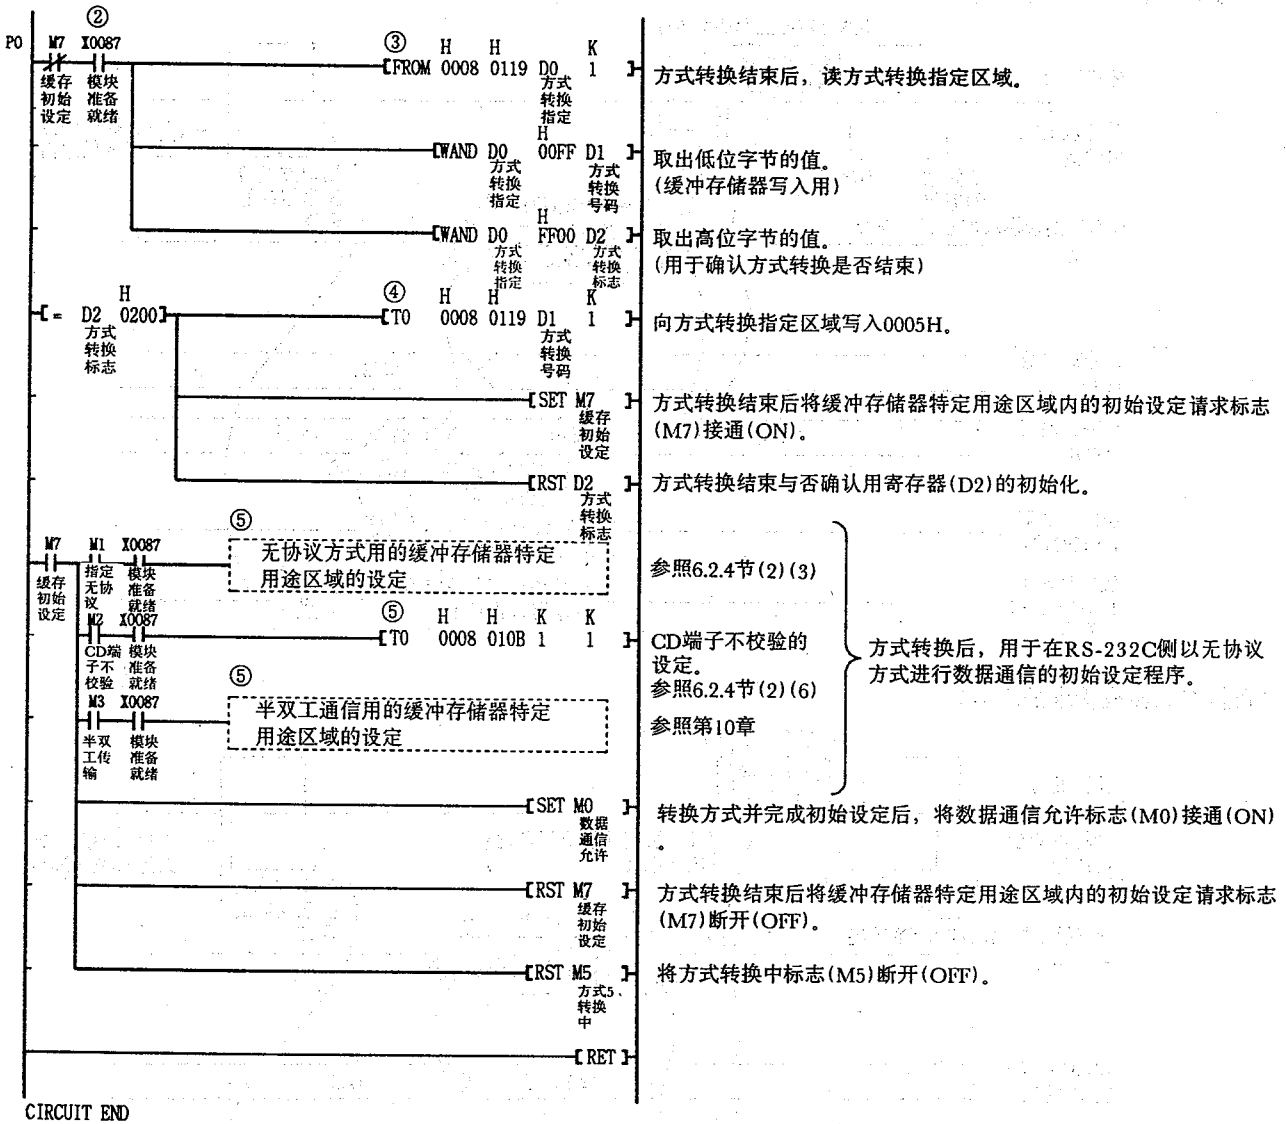 ②
P0 M7 X0087 ③ H H K
[FROM 0008 0119 D0 1 ] 方式转换结束后，读方式转换指定区域。
缓存 模块 方式
初始 准备 转换
设定 就绪 指定
H
[WAND D0 00FF D1 ] 取出低位字节的值。
方式 方式 (缓冲存储器写入用)
转换 转换
指定 号码
H
[WAND D0 FF00 D2 ] 取出高位字节的值。
方式 方式 (用于确认方式转换是否结束)
转换 转换
指定 标志
H ④ H H K
[= D2 0200] [TO 0008 0119 D1 1 ] 向方式转换指定区域写入0005H。
方式 方式
转换 转换
标志 号码
[SET M7 ] 方式转换结束后将缓冲存储器特定用途区域内的初始设定请求标志
缓存 (M7)接通(ON)。
初始
设定
[RST D2 ] 方式转换结束与否确认用寄存器(D2)的初始化。
方式
转换
标志
⑤
M7 M1 X0087 无协议方式用的缓冲存储器特定
用途区域的设定 参照6.2.4节(2)(3)
缓存 指定 模块
初始 无协 准备
设定 议 就绪
M2 X0087 ⑤ H H K K
[TO 0008 010B 1 1 ] CD端子不校验的
设定。
CD端 模块
子不 准备
校验 就绪
参照6.2.4节(2)(6)
方式转换后，用于在RS-232C侧以无协议
方式进行数据通信的初始设定程序。
⑤
M3 X0087 半双工通信用的缓冲存储器特定
用途区域的设定 参照第10章
半双 模块
工传 准备
输 就绪
[SET M0 ] 转换方式并完成初始设定后，将数据通信允许标志(M0)接通(ON)
。
数据
通信
允许
[RST M7 ] 方式转换结束后将缓冲存储器特定用途区域内的初始设定请求标志
缓存 (M7)断开(OFF)。
初始
设定
[RST M5 ] 将方式转换中标志(M5)断开(OFF)。
方式5、
转换
中
[RET ]
CIRCUIT END